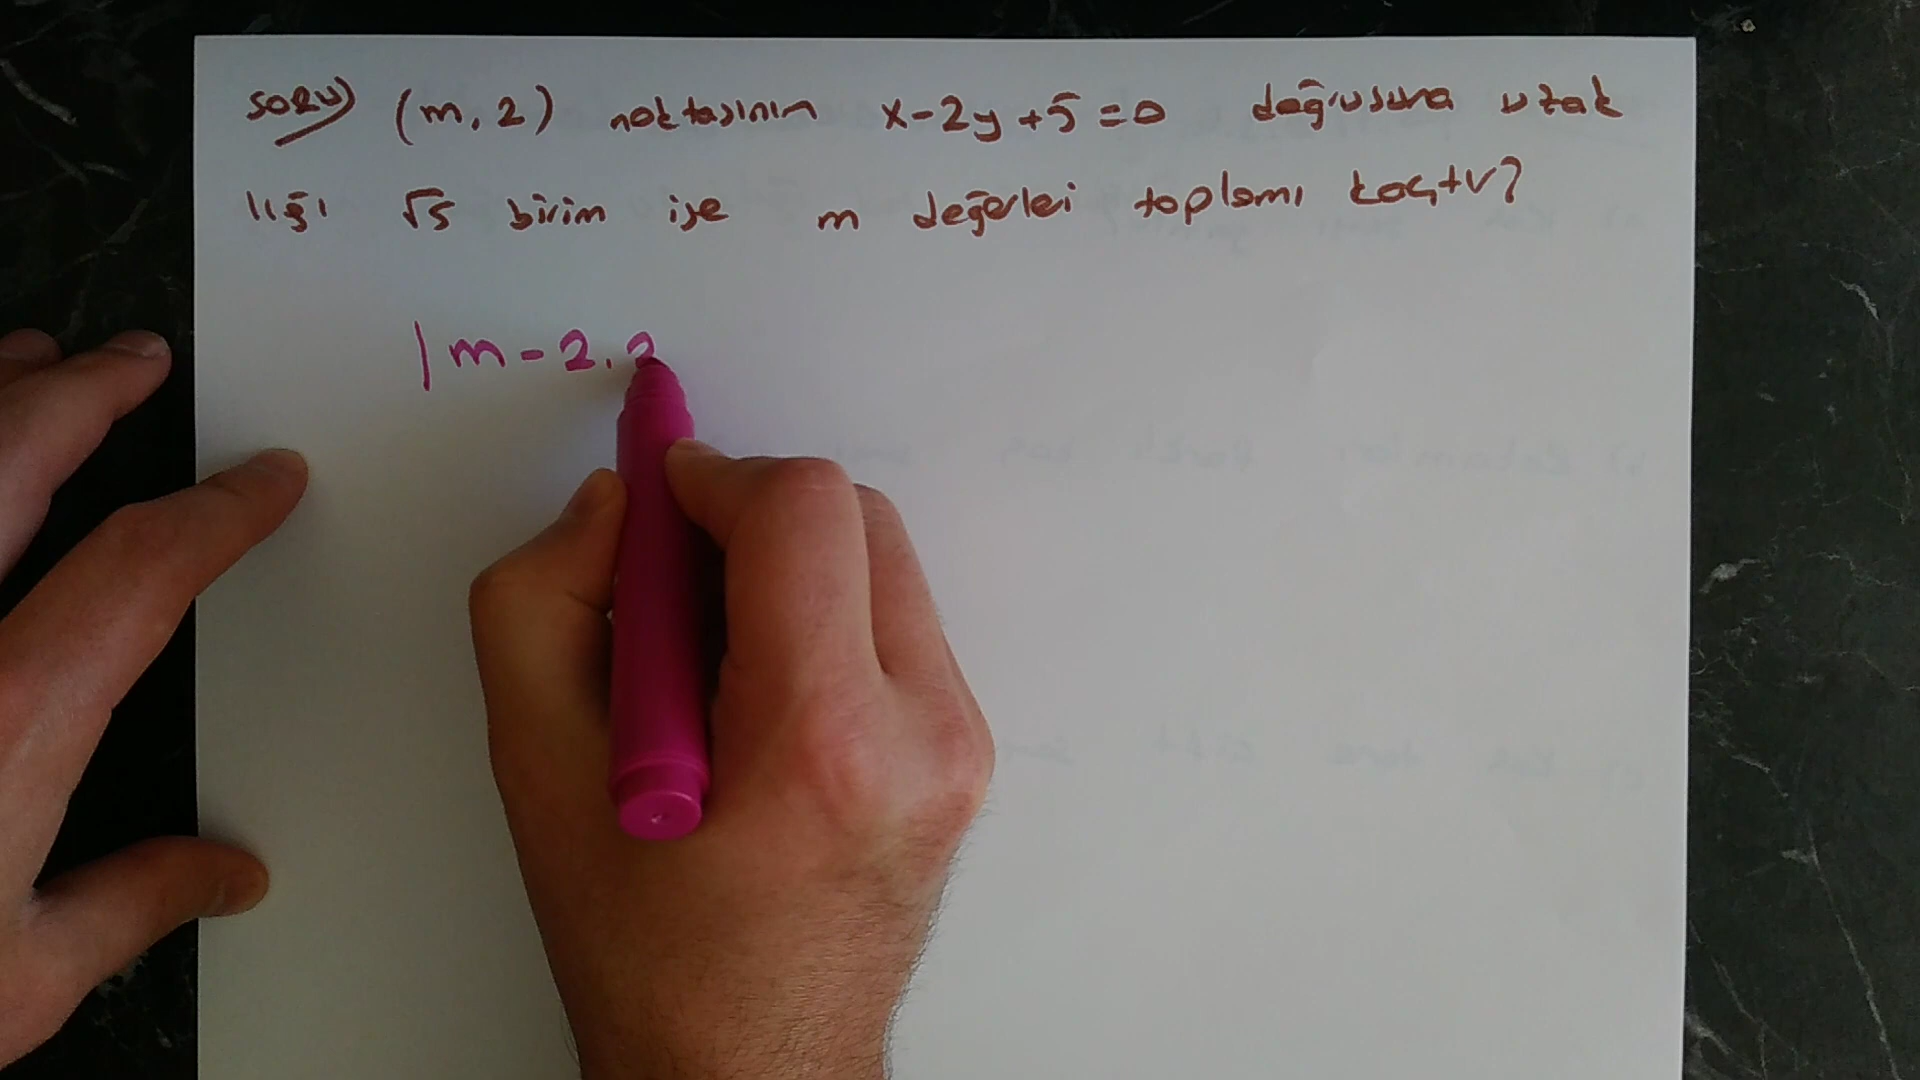 SORU) (m, 2) noktasının x-2y+5=0 doğrusuna uzak
lığı √5 birim ise m değerlei toplamı kaçtır?
|m-2.2